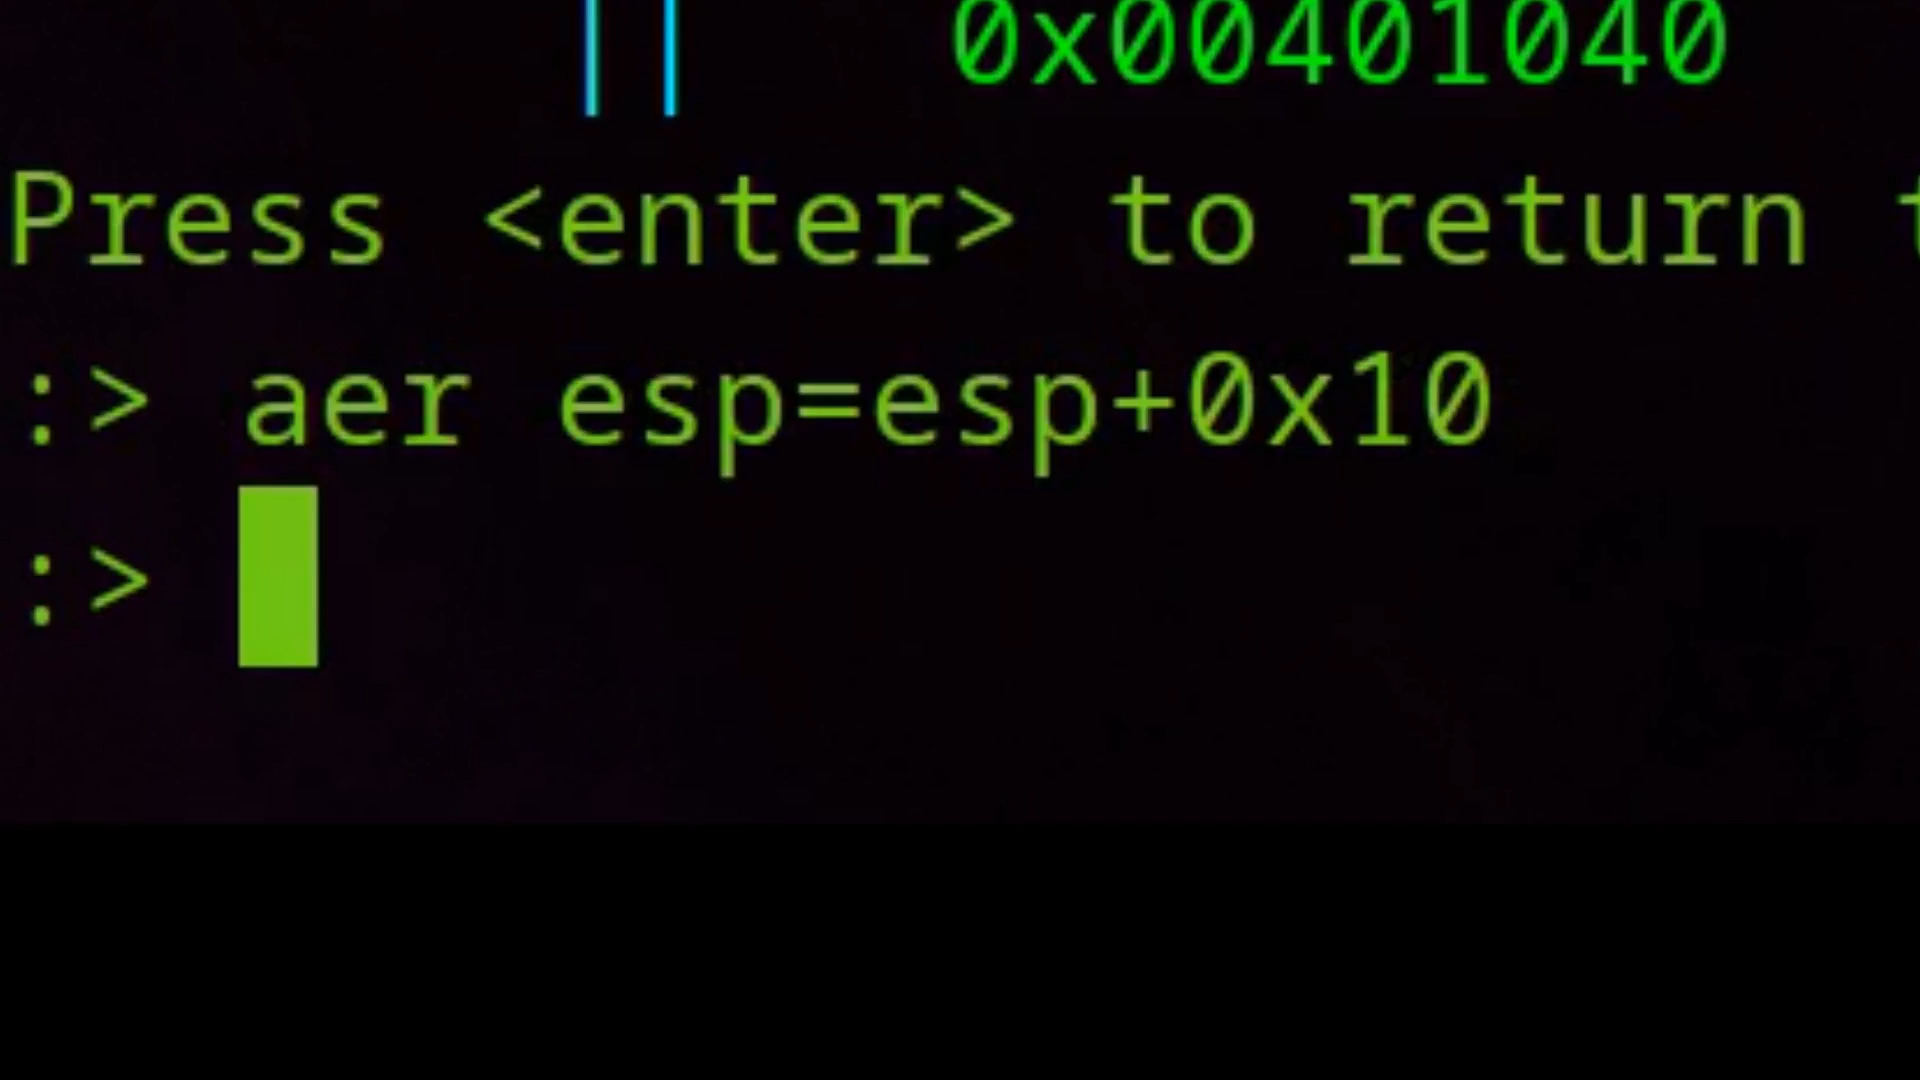 0x00401040
Press <enter> to return
:> aer esp=esp+0x10
:>